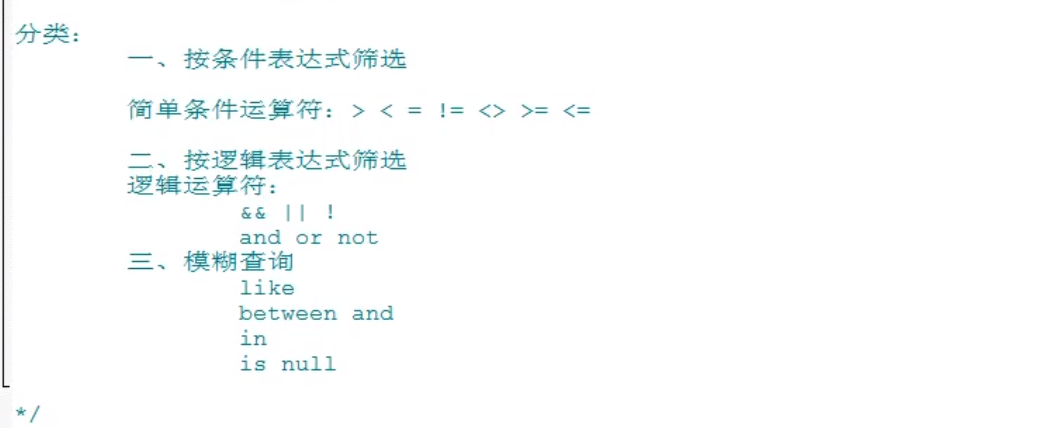 分类：
一、按条件表达式筛选
简单条件运算符：> < = != <> >= <=
二、按逻辑表达式筛选
逻辑运算符：
&& || !
and or not
三、模糊查询
like
between and
in
is null
*/